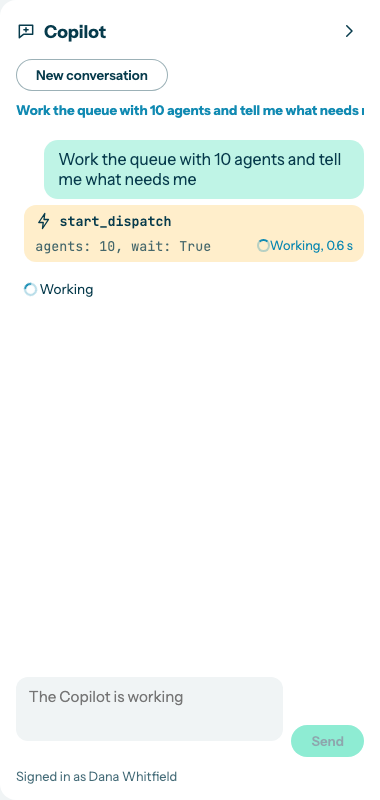 Copilot
New conversation
Work the queue with 10 agents and tell me what needs
Work the queue with 10 agents and tell
me what needs me
start_dispatch
agents: 10, wait: True
Working, 0.6 s
Working
The Copilot is working
Send
Signed in as Dana Whitfield